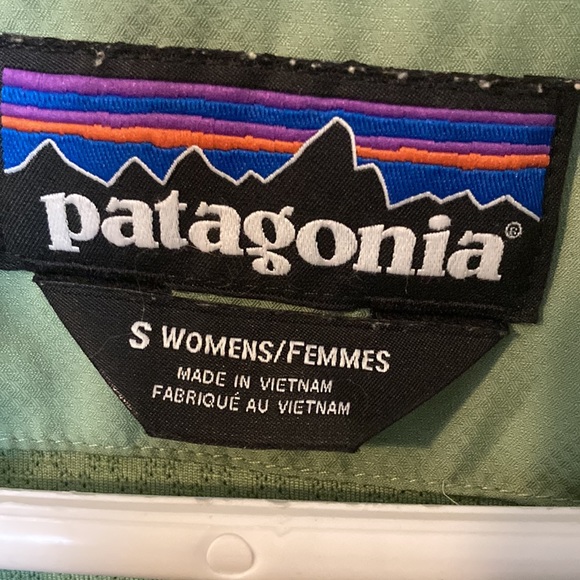 patagonia®
S WOMENS/FEMMES
MADE IN VIETNAM
FABRIQUÉ AU VIETNAM